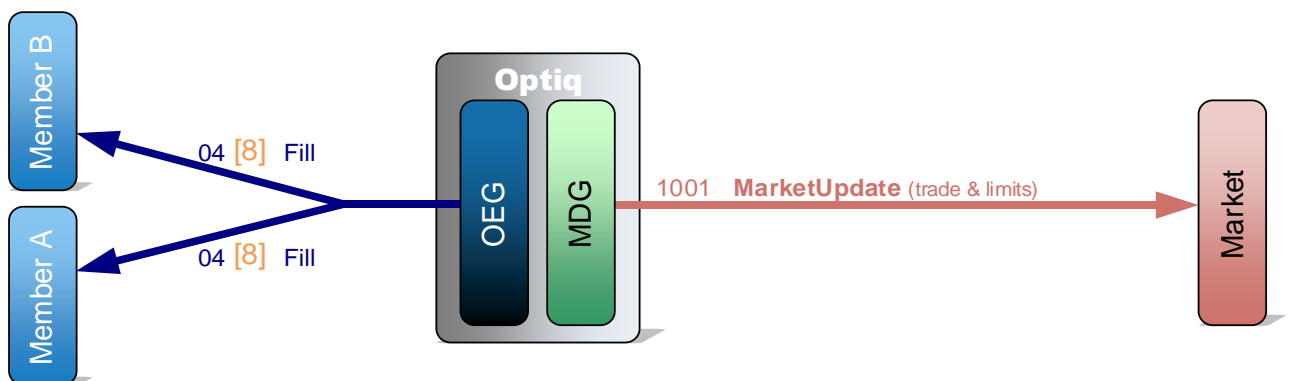 Member B
Optiq
04 [8] Fill
1001 MarketUpdate (trade & limits)
OEG
MDG
Market
Member A
04 [8] Fill